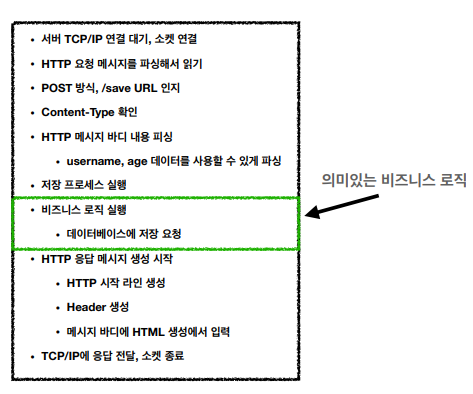 • 서버 TCP/IP 연결 대기, 소켓 연결
• HTTP 요청 메시지를 파싱해서 읽기
• POST 방식, /save URL 인지
• Content-Type 확인
• HTTP 메시지 바디 내용 피싱
• username, age 데이터를 사용할 수 있게 파싱
• 저장 프로세스 실행
의미있는 비즈니스 로직
• 비즈니스 로직 실행
• 데이터베이스에 저장 요청
• HTTP 응답 메시지 생성 시작
• HTTP 시작 라인 생성
• Header 생성
• 메시지 바디에 HTML 생성에서 입력
• TCP/IP에 응답 전달, 소켓 종료